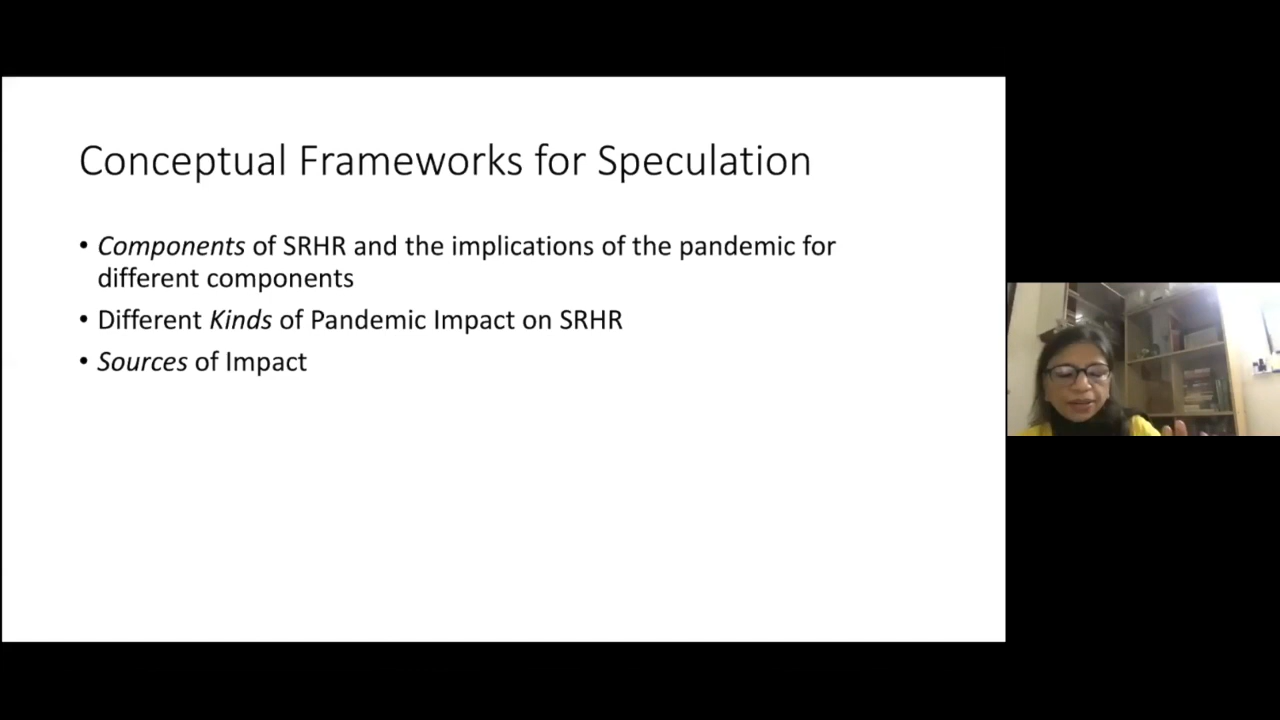 Conceptual Frameworks for Speculation
• Components of SRHR and the implications of the pandemic for
different components
• Different Kinds of Pandemic Impact on SRHR
• Sources of Impact